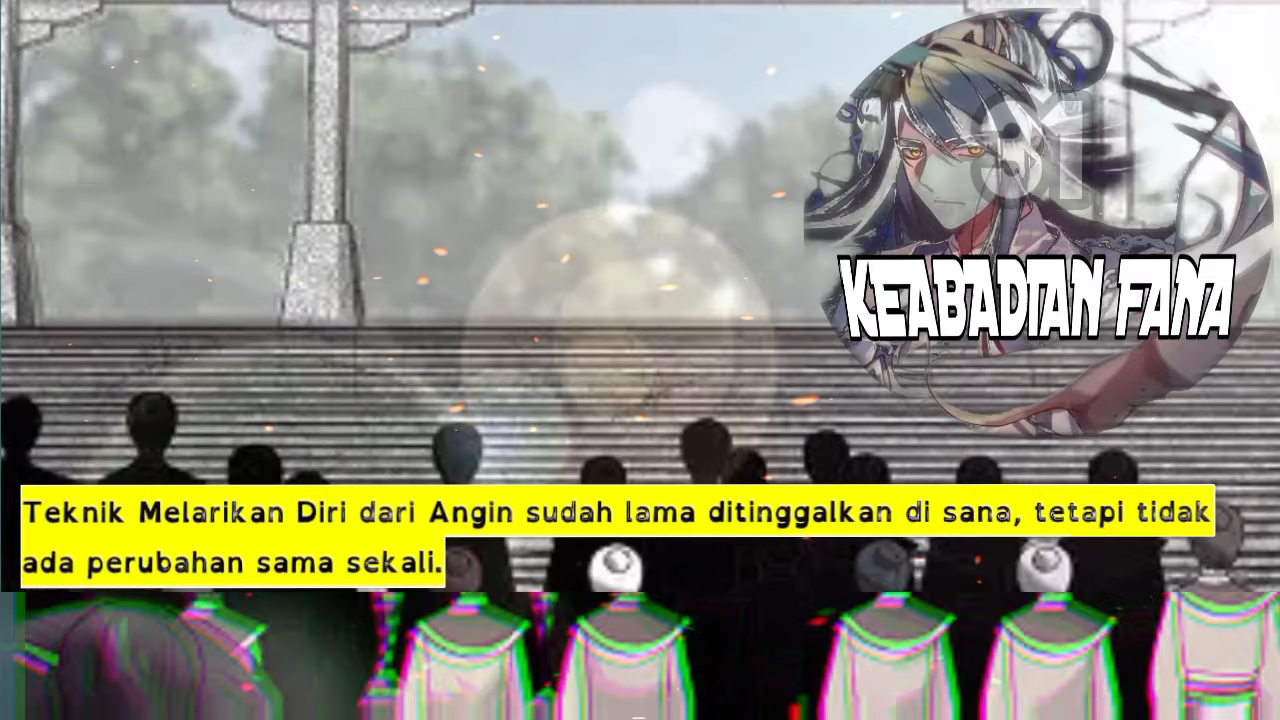 KEABADIAN FANA
Teknik Melarikan Diri dari Angin sudah lama ditinggalkan di sana, tetapi tidak
ada perubahan sama sekali.